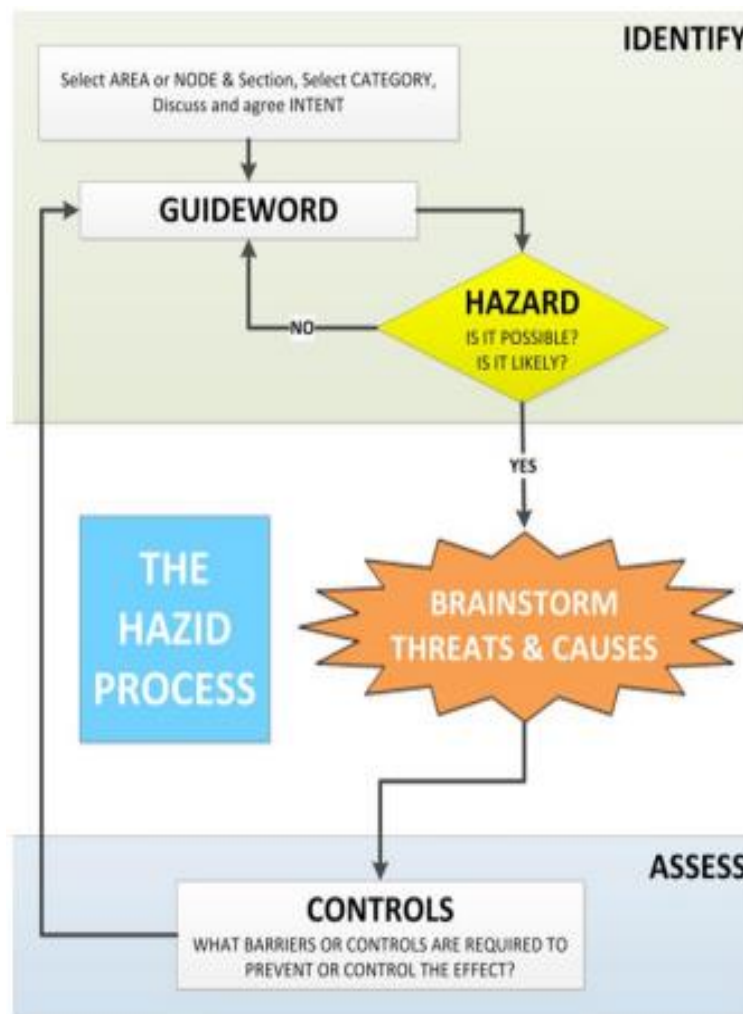 IDENTIFY
Select AREA or NODE & Section, Select CATEGORY,
Discuss and agree INTENT
GUIDEWORD
HAZARD
IS IT POSSIBLE?
IS IT LIKELY?
NO
YES
THE
HAZID
PROCESS
BRAINSTORM
THREATS & CAUSES
ASSESS
CONTROLS
WHAT BARRIERS OR CONTROLS ARE REQUIRED TO
PREVENT OR CONTROL THE EFFECT?